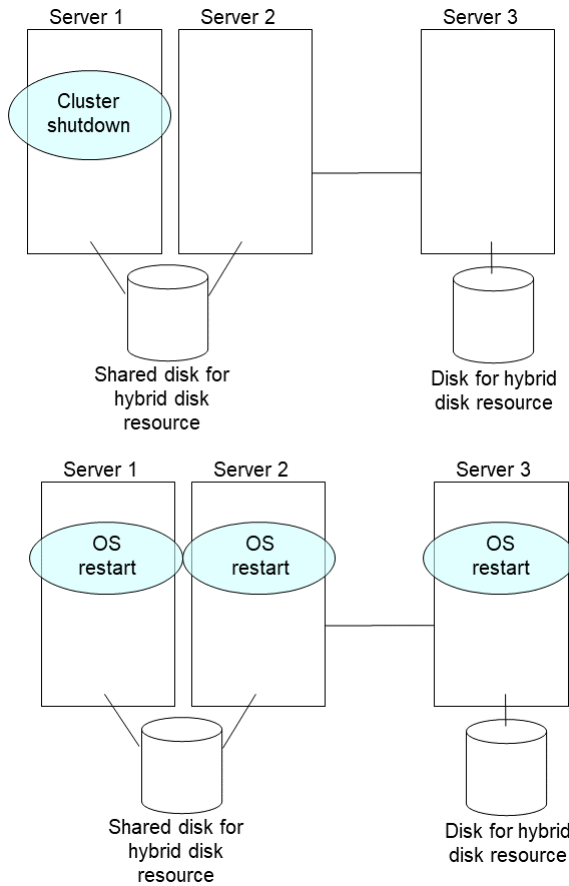 Server 1
Server 2
Server 3
Cluster
shutdown
Shared disk for
hybrid disk
resource
Disk for hybrid
disk resource
Server 1
Server 2
Server 3
OS
restart
OS
restart
OS
restart
Shared disk for
hybrid disk
resource
Disk for hybrid
disk resource